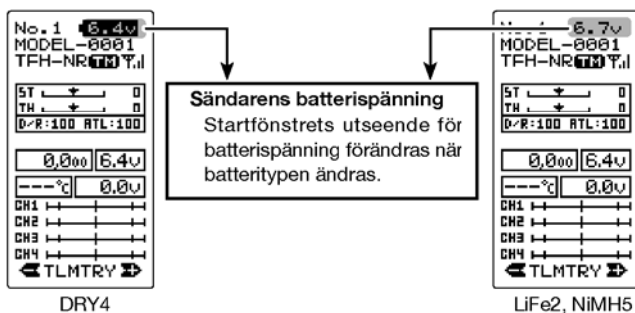 No.1 6.4v
MODEL-0001
TFH-NR TM
ST 0
TH 0
D/R:100 ATL:100
0,000 6.4v
---°C 0.0v
CH1
CH2
CH3
CH4
TLMTRY
DRY4
Sändarens batterispänning
Startfönstrets utseende för
batterispänning förändras när
batteritypen ändras.
6.7v
MODEL-0001
TFH-NR TM
ST 0
TH 0
D/R:100 ATL:100
0,000 6.4v
---°C 0.0v
CH1
CH2
CH3
CH4
TLMTRY
LiFe2, NiMH5